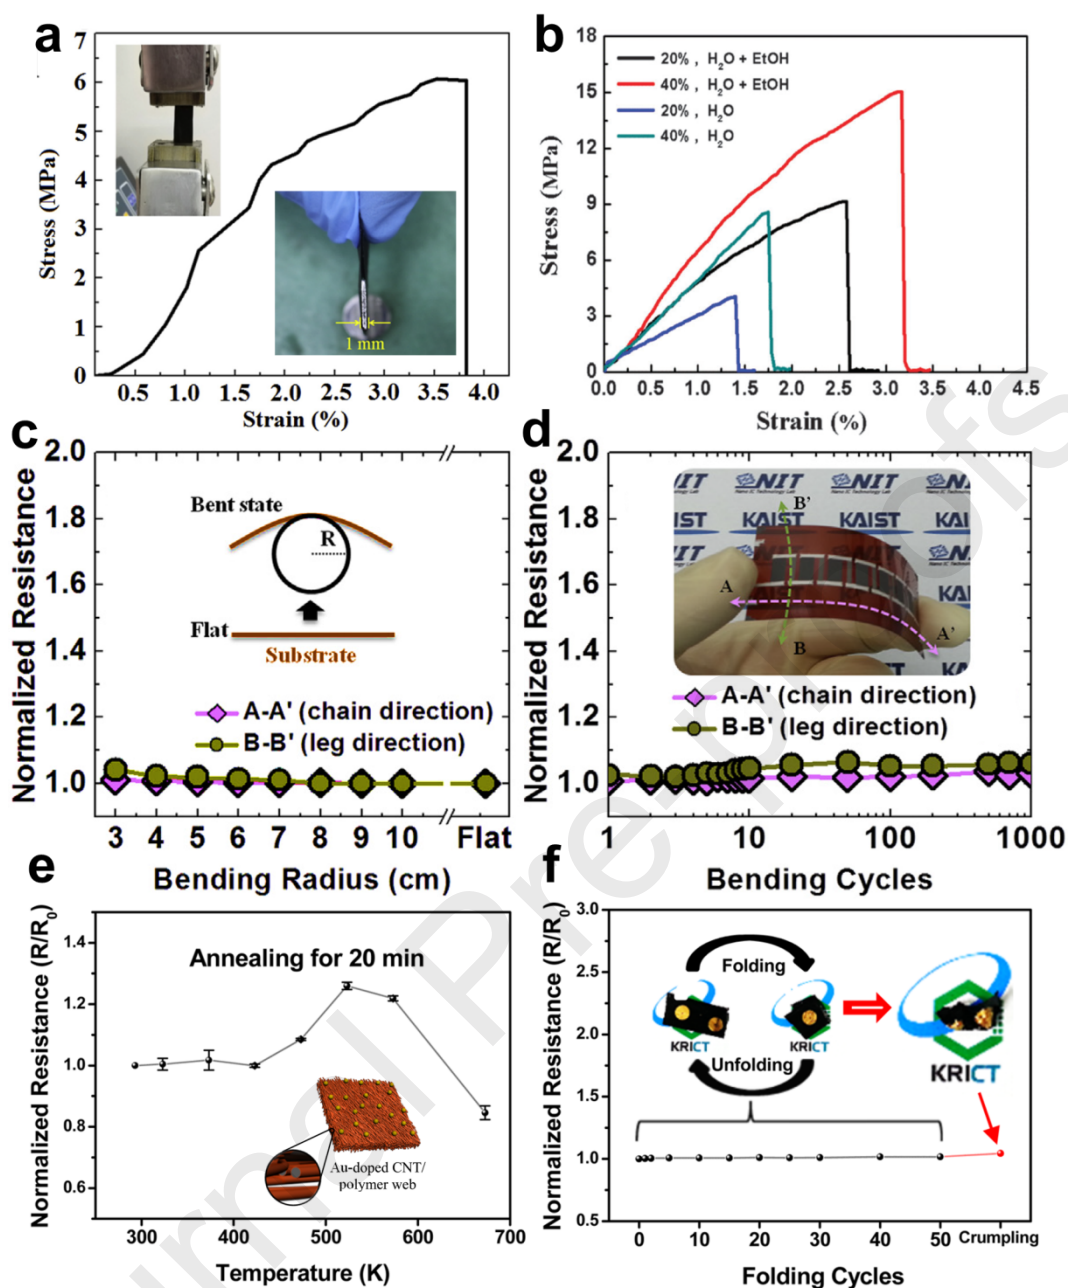 a
Stress (MPa)
7
6
5
4
3
2
1
0
0.5 1.0 1.5 2.0 2.5 3.0 3.5 4.0
Strain (%)
1 mm
b
Stress (MPa)
18
15
12
9
6
3
0
20% , H₂O + EtOH
40% , H₂O + EtOH
20% , H₂O
40% , H₂O
0.0 0.5 1.0 1.5 2.0 2.5 3.0 3.5 4.0 4.5
Strain (%)
c
Normalized Resistance
2.0
1.8
1.6
1.4
1.2
1.0
Bent state
R
Flat
Substrate
A-A' (chain direction)
B-B' (leg direction)
3 4 5 6 7 8 9 10 Flat
Bending Radius (cm)
d
Normalized Resistance
2.0
1.8
1.6
1.4
1.2
1.0
NIT
Nano IC Technology Lab
KAIST
B'
A
B
A'
A-A' (chain direction)
B-B' (leg direction)
1 10 100 1000
Bending Cycles
e
Normalized Resistance (R/R₀)
1.4
1.2
1.0
0.8
0.6
Annealing for 20 min
Au-doped CNT/
polymer web
300 400 500 600 700
Temperature (K)
f
Normalized Resistance (R/R₀)
3.0
2.5
2.0
1.5
1.0
0.5
Folding
KRICT
KRICT
Unfolding
KRICT
0 10 20 30 40 50 Crumpling
Folding Cycles
urnal Pre-proofs